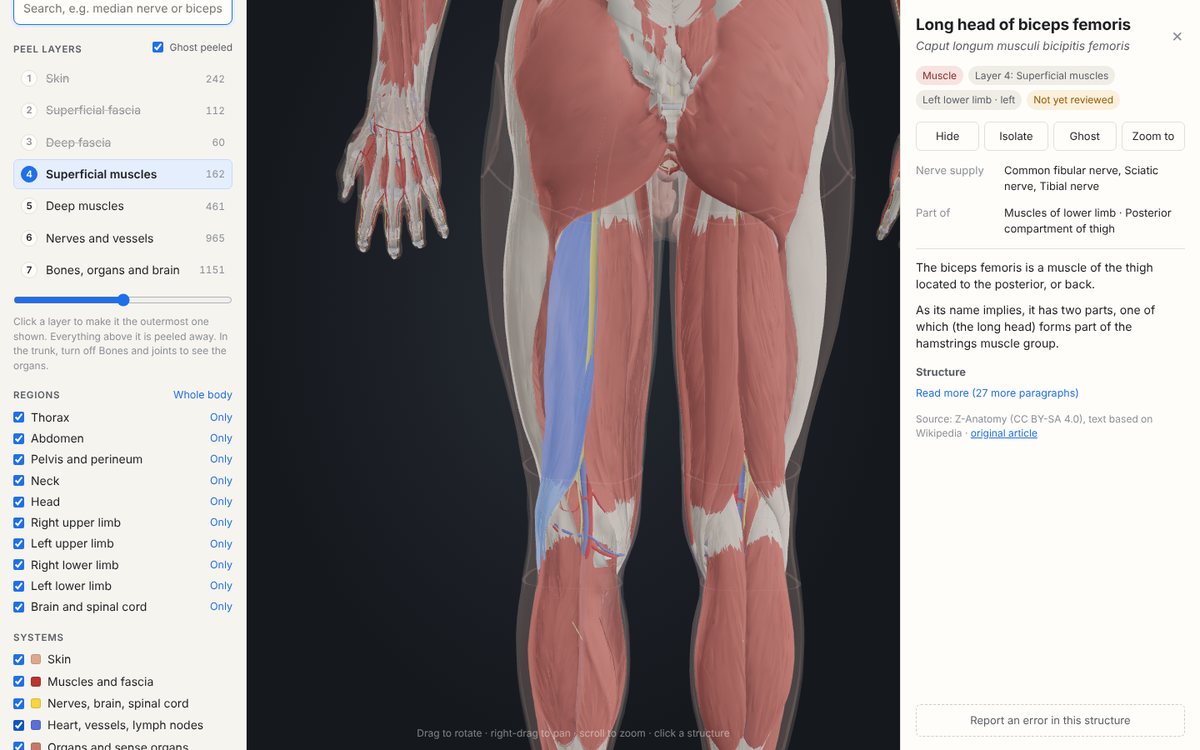 Search, e.g. median nerve or biceps
PEEL LAYERS
Ghost peeled
1 Skin 242
2 Superficial fascia 112
3 Deep fascia 60
4 Superficial muscles 162
5 Deep muscles 461
6 Nerves and vessels 965
7 Bones, organs and brain 1151
Click a layer to make it the outermost one
shown. Everything above it is peeled away. In
the trunk, turn off Bones and joints to see the
organs.
REGIONS Whole body
Thorax Only
Abdomen Only
Pelvis and perineum Only
Neck Only
Head Only
Right upper limb Only
Left upper limb Only
Right lower limb Only
Left lower limb Only
Brain and spinal cord Only
SYSTEMS
Skin
Muscles and fascia
Nerves, brain, spinal cord
Heart, vessels, lymph nodes
Organs and sense organs
Drag to rotate · right-drag to pan · scroll to zoom · click a structure
Long head of biceps femoris
Caput longum musculi bicipitis femoris
×
Muscle Layer 4: Superficial muscles
Left lower limb · left Not yet reviewed
Hide Isolate Ghost Zoom to
Nerve supply Common fibular nerve, Sciatic
nerve, Tibial nerve
Part of Muscles of lower limb · Posterior
compartment of thigh
The biceps femoris is a muscle of the thigh
located to the posterior, or back.
As its name implies, it has two parts, one of
which (the long head) forms part of the
hamstrings muscle group.
Structure
Read more (27 more paragraphs)
Source: Z-Anatomy (CC BY-SA 4.0), text based on
Wikipedia · original article
Report an error in this structure